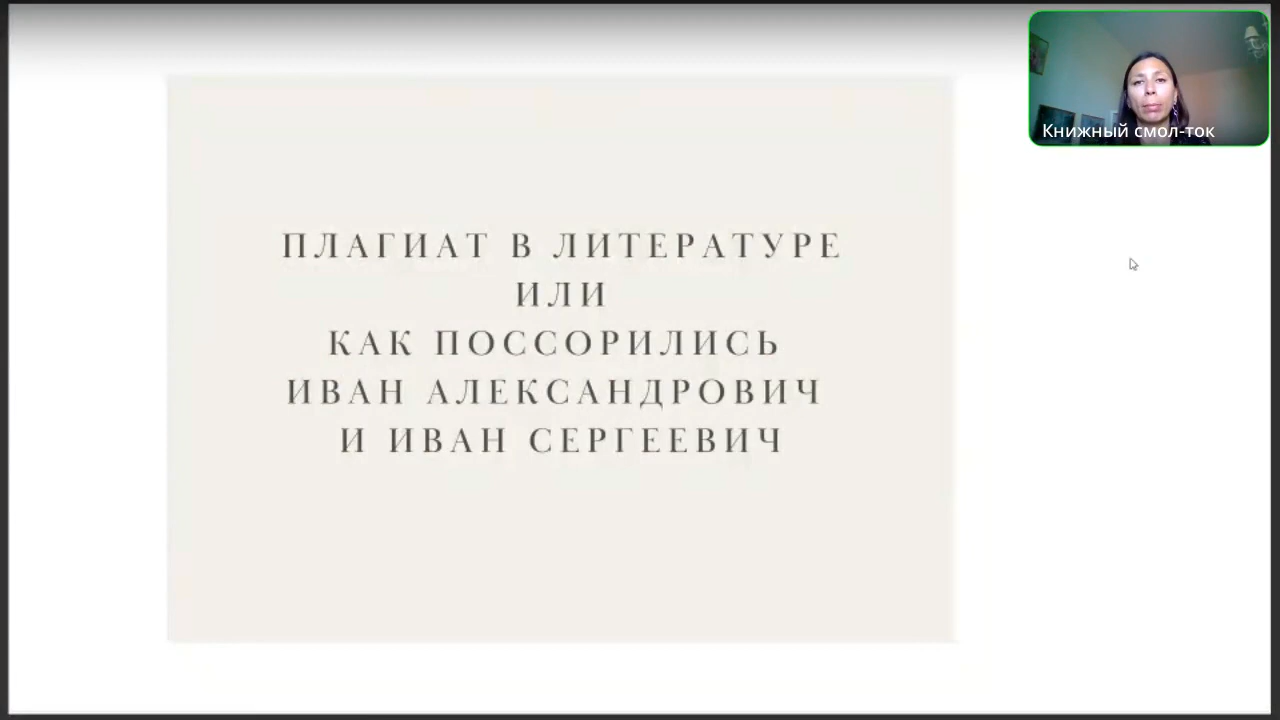 Книжный смол-ток
ПЛАГИАТ В ЛИТЕРАТУРЕ
ИЛИ
КАК ПОССОРИЛИСЬ
ИВАН АЛЕКСАНДРОВИЧ
И ИВАН СЕРГЕЕВИЧ